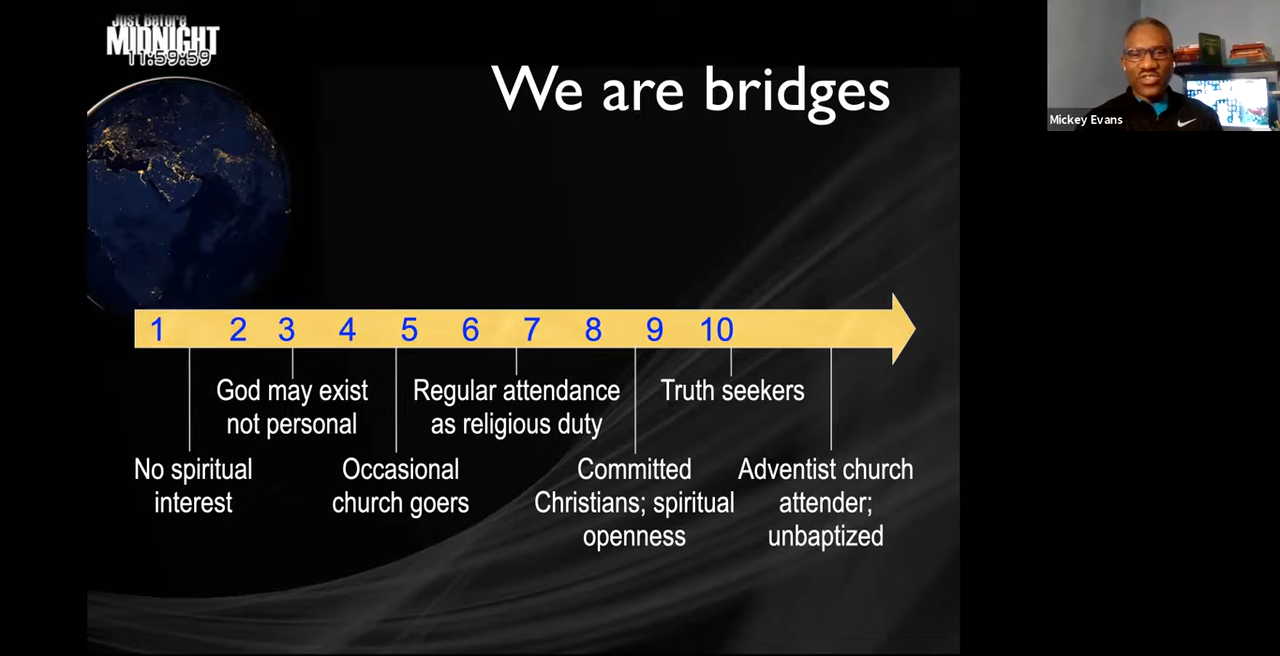 Just Before
MIDNIGHT
11:59:59
We are bridges
Mickey Evans
1 2 3 4 5 6 7 8 9 10
God may exist
not personal
Regular attendance
as religious duty
Truth seekers
No spiritual
interest
Occasional
church goers
Committed
Christians; spiritual
openness
Adventist church
attender;
unbaptized